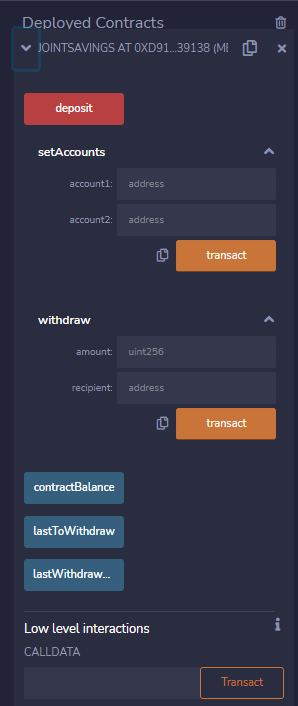 Deployed Contracts
JOINTSAVINGS AT 0XD91...39138 (ME
deposit
setAccounts
account1: address
account2: address
transact
withdraw
amount: uint256
recipient: address
transact
contractBalance
lastToWithdraw
lastWithdraw...
Low level interactions
CALLDATA
Transact